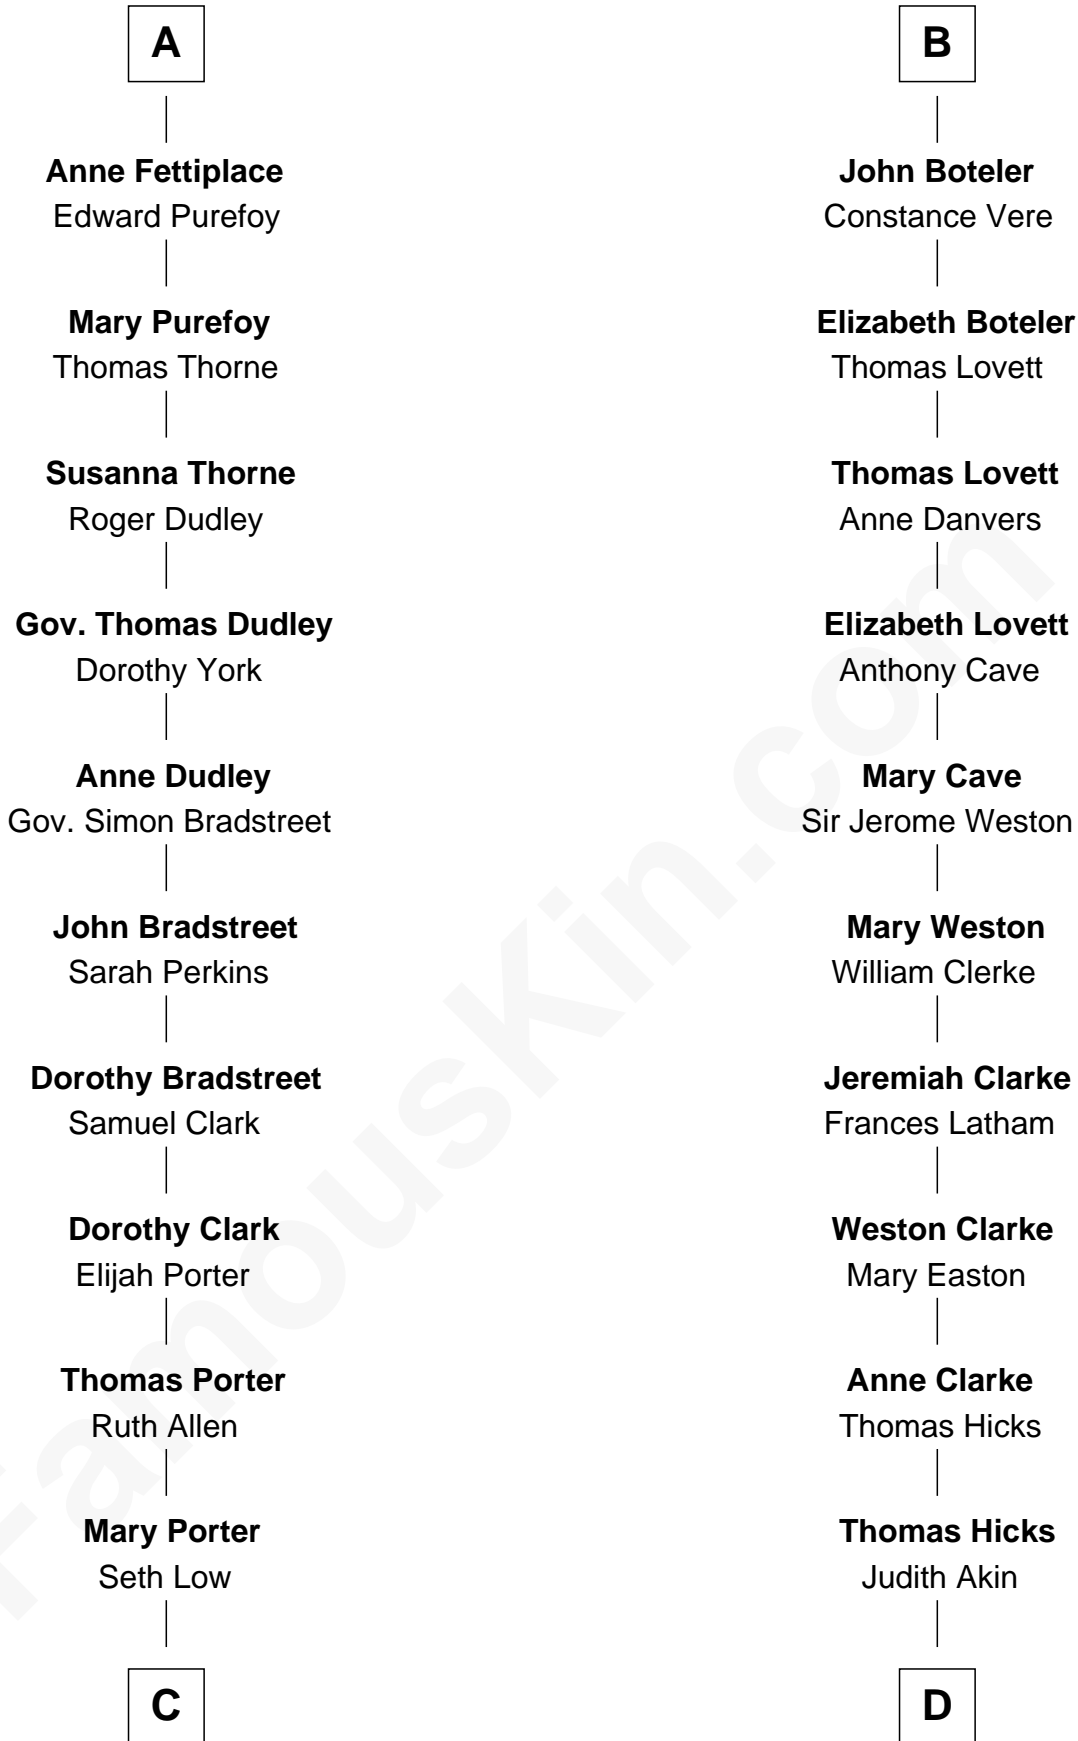 A
Anne Fettiplace
Edward Purefoy
Mary Purefoy
Thomas Thorne
Susanna Thorne
Roger Dudley
Gov. Thomas Dudley
Dorothy York
Anne Dudley
Gov. Simon Bradstreet
John Bradstreet
Sarah Perkins
Dorothy Bradstreet
Samuel Clark
Dorothy Clark
Elijah Porter
Thomas Porter
Ruth Allen
Mary Porter
Seth Low
C
B
John Boteler
Constance Vere
Elizabeth Boteler
Thomas Lovett
Thomas Lovett
Anne Danvers
Elizabeth Lovett
Anthony Cave
Mary Cave
Sir Jerome Weston
Mary Weston
William Clerke
Jeremiah Clarke
Frances Latham
Weston Clarke
Mary Easton
Anne Clarke
Thomas Hicks
Thomas Hicks
Judith Akin
D
FamousKin.com